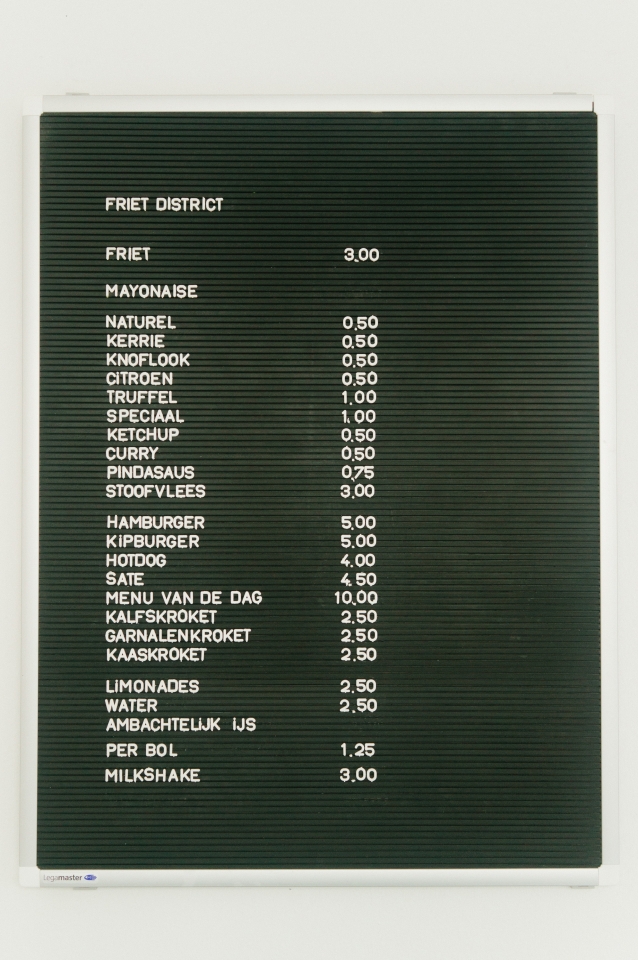 FRIET DISTRICT
FRIET 3.00
MAYONAISE
NATUREL 0.50
KERRIE 0.50
KNOFLOOK 0.50
CITROEN 0.50
TRUFFEL 1.00
SPECIAAL 1.00
KETCHUP 0.50
CURRY 0.50
PINDASAUS 0.75
STOOFVLEES 3.00
HAMBURGER 5.00
KIPBURGER 5.00
HOTDOG 4.00
SATE 4.50
MENU VAN DE DAG 10.00
KALFSKROKET 2.50
GARNALENKROKET 2.50
KAASKROKET 2.50
LIMONADES 2.50
WATER 2.50
AMBACHTELIJK IJS
PER BOL 1.25
MILKSHAKE 3.00
Legamaster